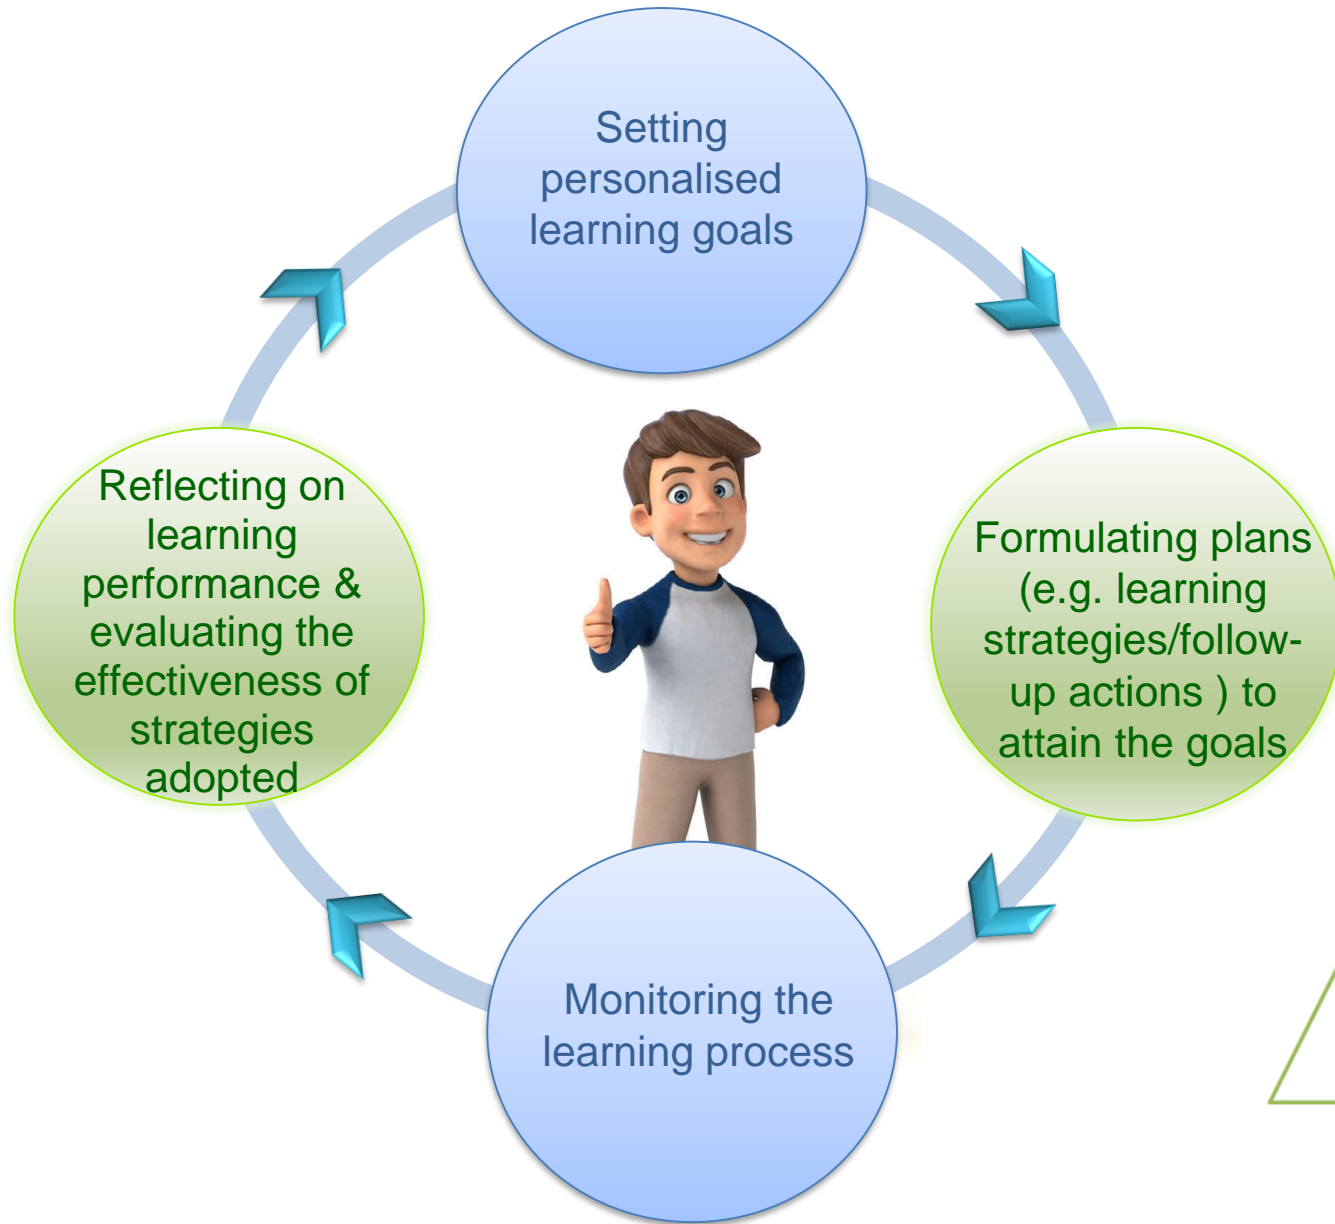 Setting
personalised
learning goals
Formulating plans
(e.g. learning
strategies/follow-
up actions ) to
attain the goals
Monitoring the
learning process
Reflecting on
learning
performance &
evaluating the
effectiveness of
strategies
adopted